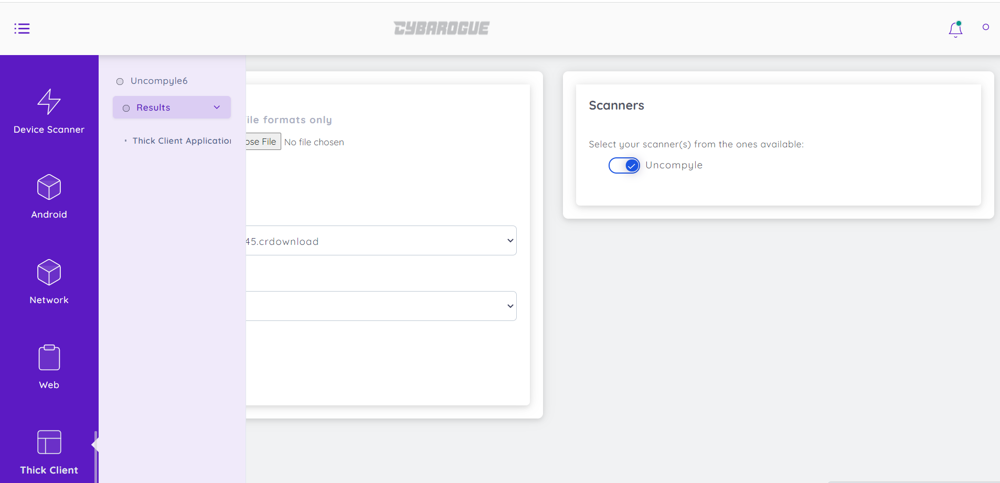 CYBAROGUE
Device Scanner
Android
Network
Web
Thick Client
Uncompyle6
Results
Thick Client Application
ile formats only
ose File No file chosen
45.crdownload
Scanners
Select your scanner(s) from the ones available:
Uncompyle